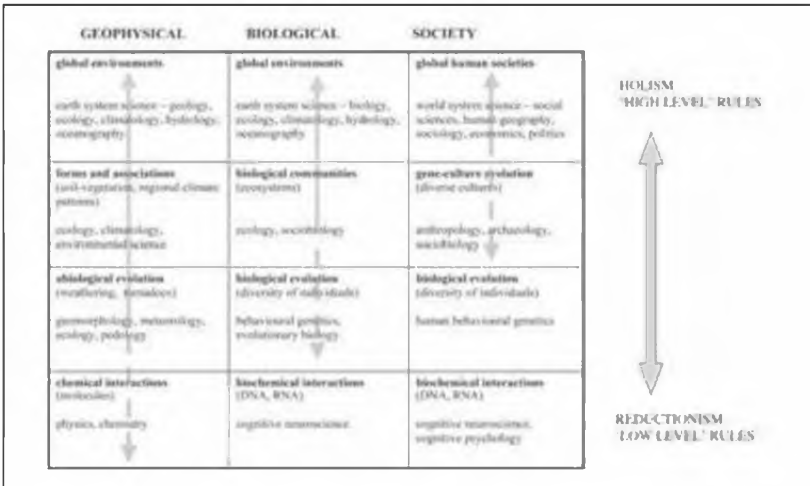 GEOPHYSICAL BIOLOGICAL SOCIETY
global environments
earth system science – geology,
ecology, climatology, hydrology,
oceanography
global environments
earth system science – biology,
ecology, climatology, hydrology,
oceanography
global human societies
world system science – social
sciences, human geography,
sociology, economics, politics
forms and associations
(soil-vegetation, regional climate
patterns)
ecology, climatology,
environmental science
biological communities
(ecosystems)
ecology, sociobiology
gene-culture evolution
(diverse cultures)
anthropology, archaeology,
sociobiology
abiological evolution
(weathering, tornadoes)
geomorphology, meteorology,
ecology, pedology
biological evolution
(diversity of individuals)
behavioural genetics,
evolutionary biology
biological evolution
(diversity of individuals)
human behavioural genetics
chemical interactions
(molecules)
physics, chemistry
biochemical interactions
(DNA, RNA)
cognitive neuroscience
biochemical interactions
(DNA, RNA)
cognitive neuroscience,
cognitive psychology
HOLISM
'HIGH LEVEL' RULES
REDUCTIONISM
'LOW LEVEL' RULES